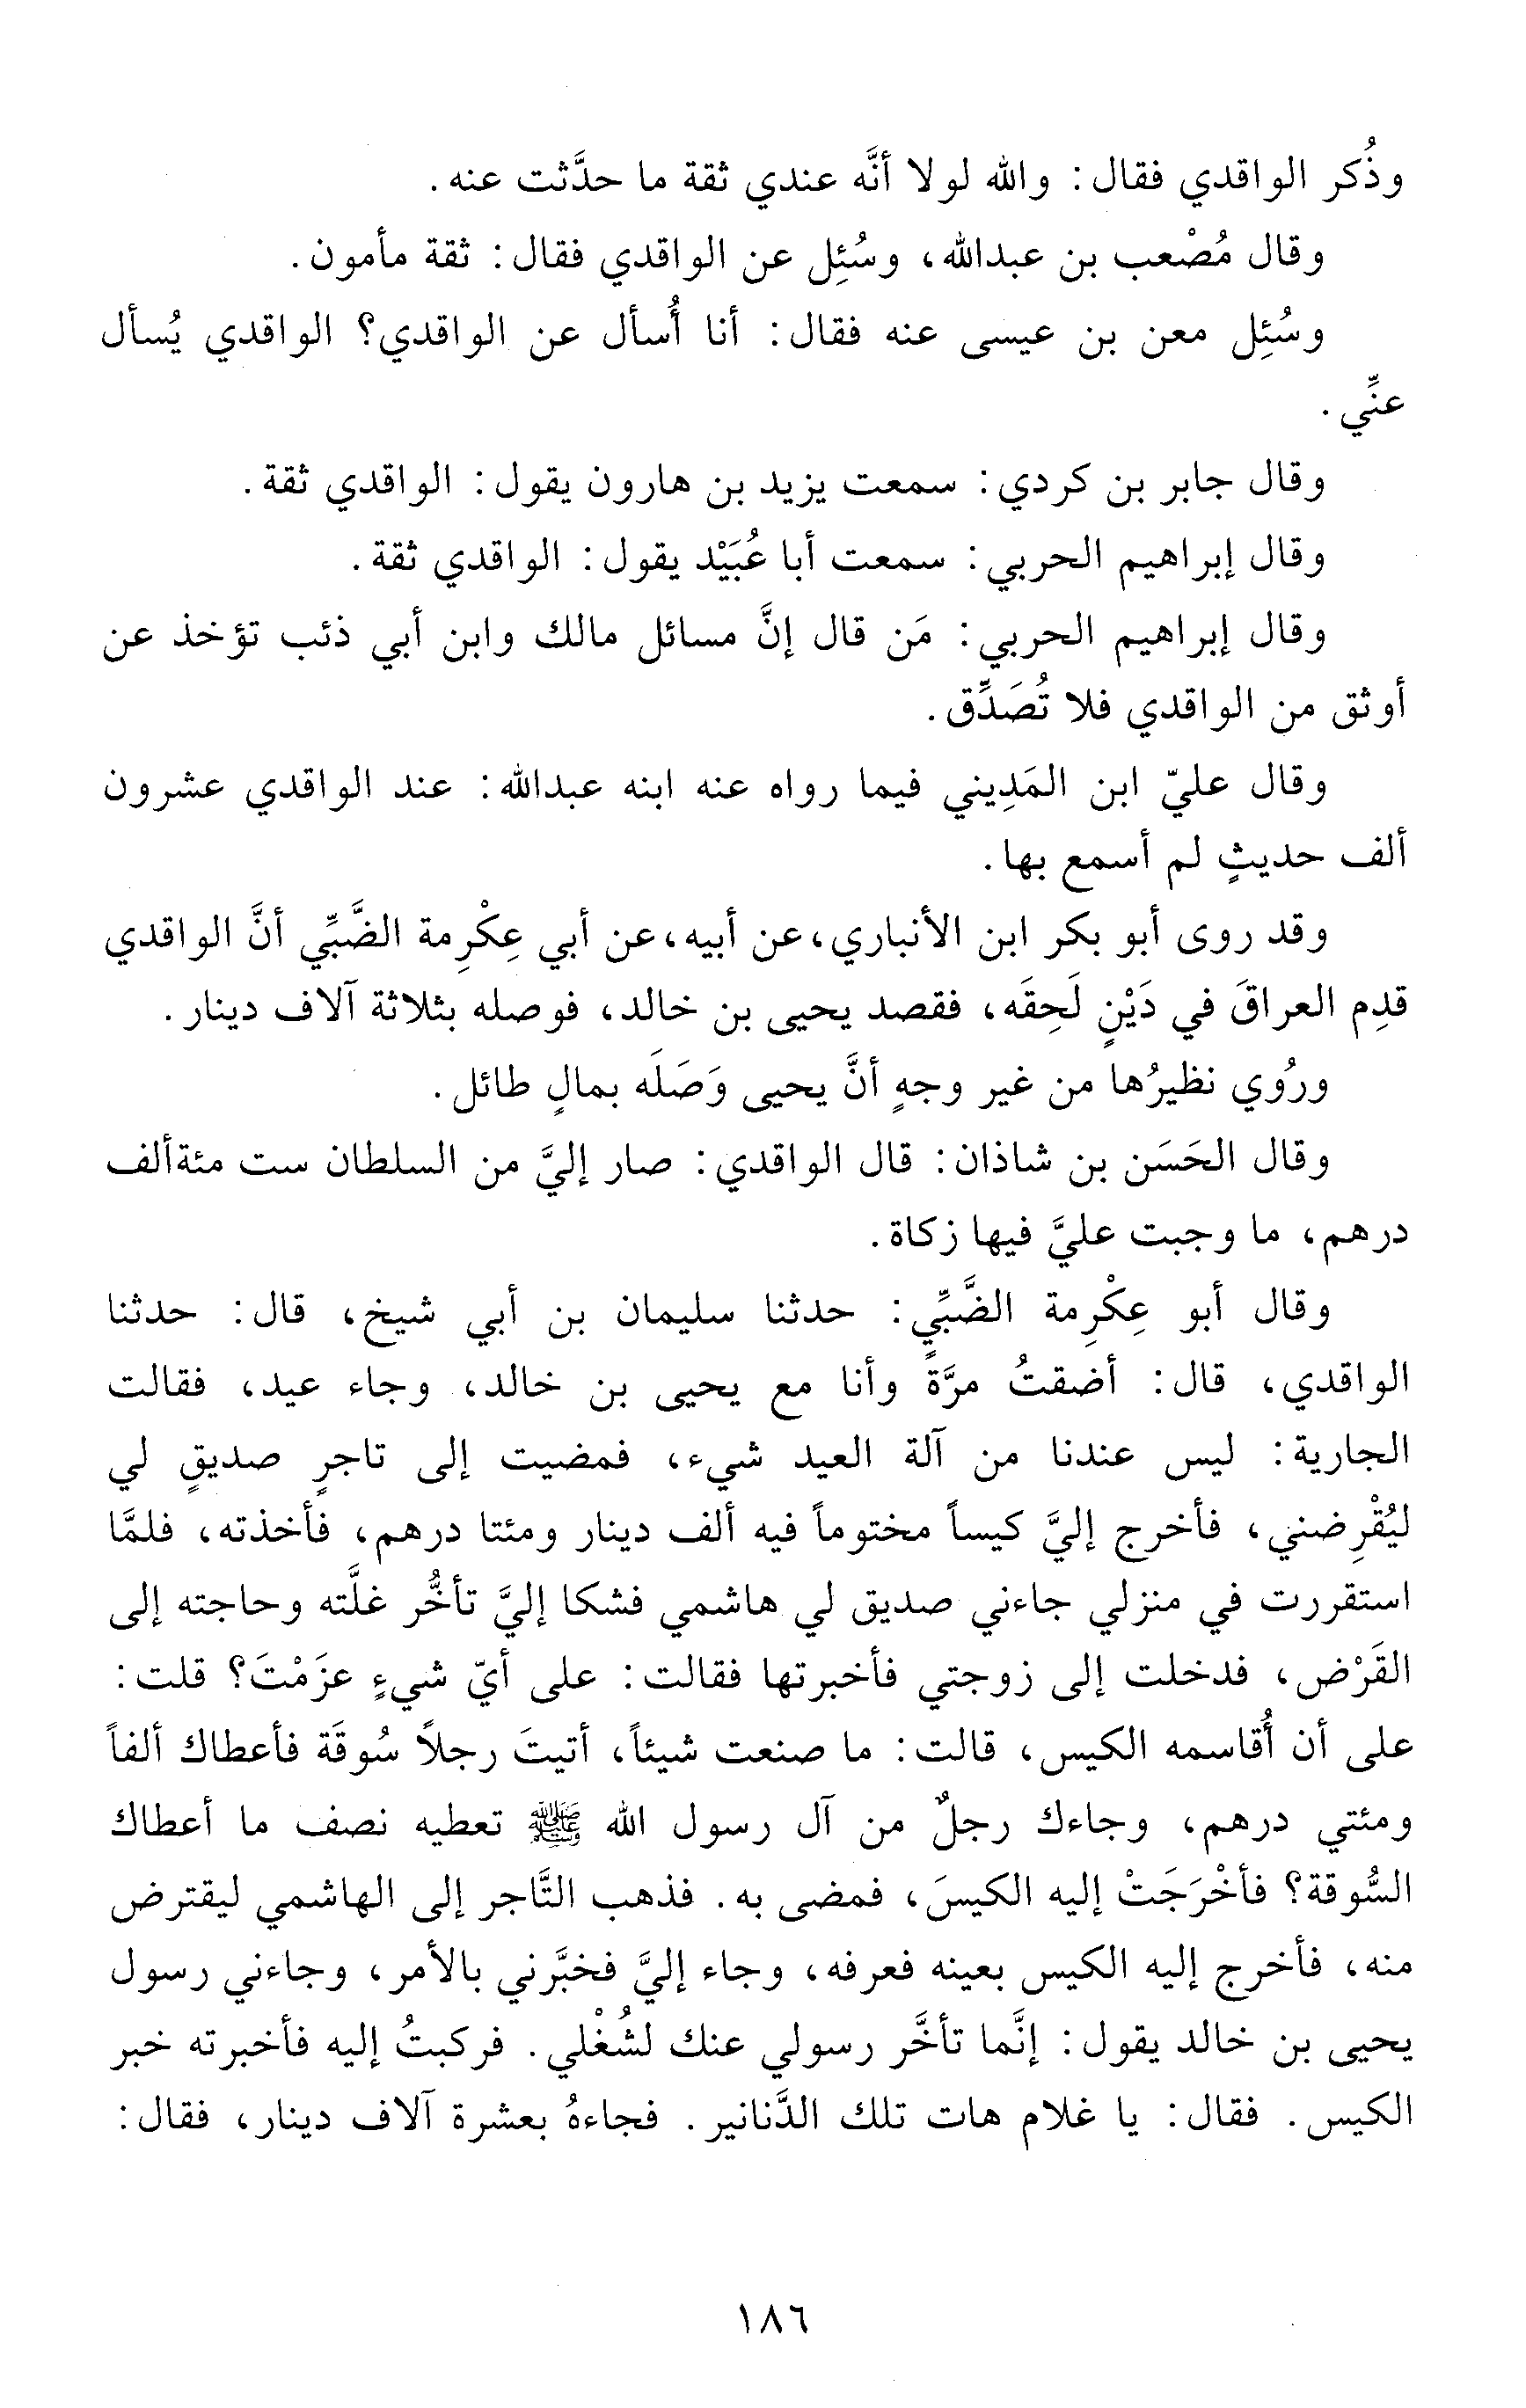 وذُكر الواقدي فقال: والله لولا أنَّه عندي ثقة ما حدَّثت عنه.
وقال مُصْعب بن عبدالله، وسُئِل عن الواقدي فقال: ثقة مأمون.
وسُئِل معن بن عيسى عنه فقال: أنا أُسأل عن الواقدي؟ الواقدي يُسأل
عنِّي.
وقال جابر بن كردي: سمعت يزيد بن هارون يقول: الواقدي ثقة.
وقال إبراهيم الحربي: سمعت أبا عُبَيْد يقول: الواقدي ثقة.
وقال إبراهيم الحربي: مَن قال إنَّ مسائل مالك وابن أبي ذئب تؤخذ عن
أوثق من الواقدي فلا تُصَدِّق.
وقال عليّ ابن المَدِيني فيما رواه عنه ابنه عبدالله: عند الواقدي عشرون
ألف حديثٍ لم أسمع بها.
وقد روى أبو بكر ابن الأنباري، عن أبيه، عن أبي عِكْرِمة الضَّبِّي أنَّ الواقدي
قدِم العراقَ في دَيْنٍ لَحِقَه، فقصد يحيى بن خالد، فوصله بثلاثة آلاف دينار.
ورُوي نظيرُها من غير وجهٍ أنَّ يحيى وَصَلَه بمالٍ طائل.
وقال الحَسَن بن شاذان: قال الواقدي: صار إليَّ من السلطان ست مئةألف
درهم، ما وجبت عليَّ فيها زكاة.
وقال أبو عِكْرِمة الضَّبِّي: حدثنا سليمان بن أبي شيخ، قال: حدثنا
الواقدي، قال: أضقتُ مرَّةً وأنا مع يحيى بن خالد، وجاء عيد، فقالت
الجارية: ليس عندنا من آلة العيد شيء، فمضيت إلى تاجرٍ صديقٍ لي
ليُقْرِضني، فأخرج إليَّ كيساً مختوماً فيه ألف دينار ومئتا درهم، فأخذته، فلمَّا
استقررت في منزلي جاءني صديق لي هاشمي فشكا إليَّ تأخُّر غلَّته وحاجته إلى
القَرْض، فدخلت إلى زوجتي فأخبرتها فقالت: على أيّ شيءٍ عزَمْتَ؟ قلت:
على أن أُقاسمه الكيس، قالت: ما صنعت شيئاً، أتيتَ رجلاً سُوقَة فأعطاك ألفاً
ومئتي درهم، وجاءك رجلٌ من آل رسول الله ﷺ تعطيه نصف ما أعطاك
السُّوقة؟ فأخْرَجَتْ إليه الكيسَ، فمضى به. فذهب التَّاجر إلى الهاشمي ليقترض
منه، فأخرج إليه الكيس بعينه فعرفه، وجاء إليَّ فخبَّرني بالأمر، وجاءني رسول
يحيى بن خالد يقول: إنَّما تأخَّر رسولي عنك لشُغْلي. فركبتُ إليه فأخبرته خبر
الكيس. فقال: يا غلام هات تلك الدَّنانير. فجاءهُ بعشرة آلاف دينار، فقال:
١٨٦